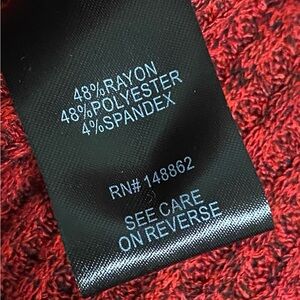 48%RAYON
48%POLYESTER
4%SPANDEX
RN# 148862
SEE CARE
ON REVERSE